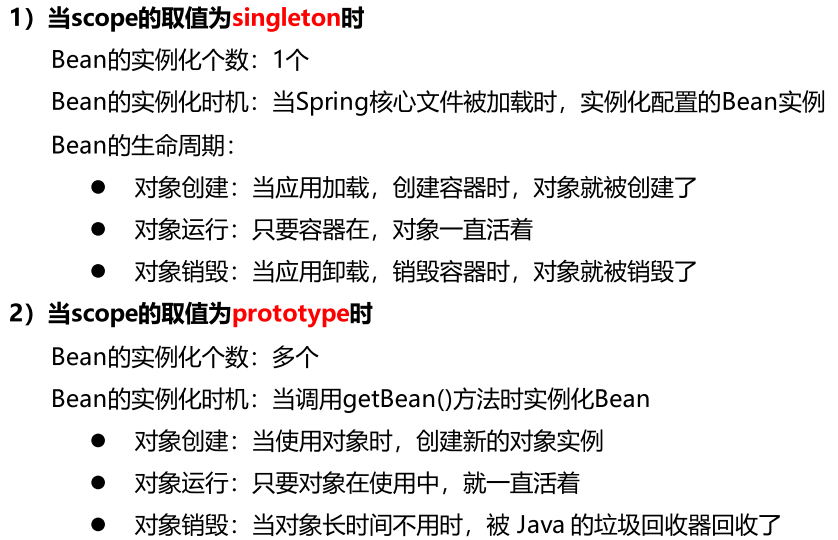 1）当scope的取值为singleton时
Bean的实例化个数：1个
Bean的实例化时机：当Spring核心文件被加载时，实例化配置的Bean实例
Bean的生命周期：
● 对象创建：当应用加载，创建容器时，对象就被创建了
● 对象运行：只要容器在，对象一直活着
● 对象销毁：当应用卸载，销毁容器时，对象就被销毁了
2）当scope的取值为prototype时
Bean的实例化个数：多个
Bean的实例化时机：当调用getBean()方法时实例化Bean
● 对象创建：当使用对象时，创建新的对象实例
● 对象运行：只要对象在使用中，就一直活着
● 对象销毁：当对象长时间不用时，被 Java 的垃圾回收器回收了